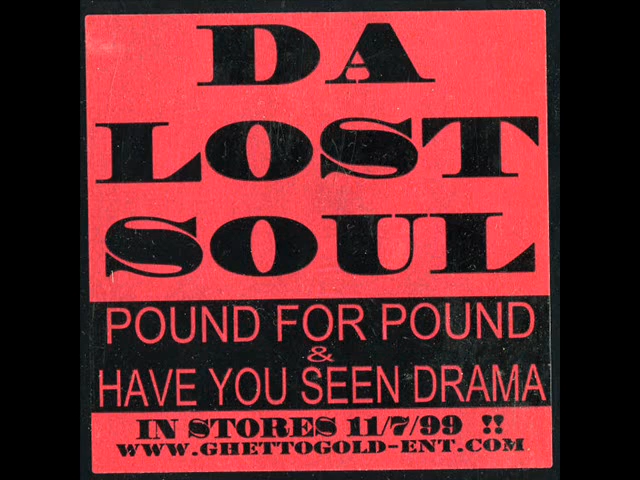 DA
LOST
SOUL
POUND FOR POUND
&
HAVE YOU SEEN DRAMA
IN STORES 11/7/99 !!
WWW.GHETTOGOLD-ENT.COM